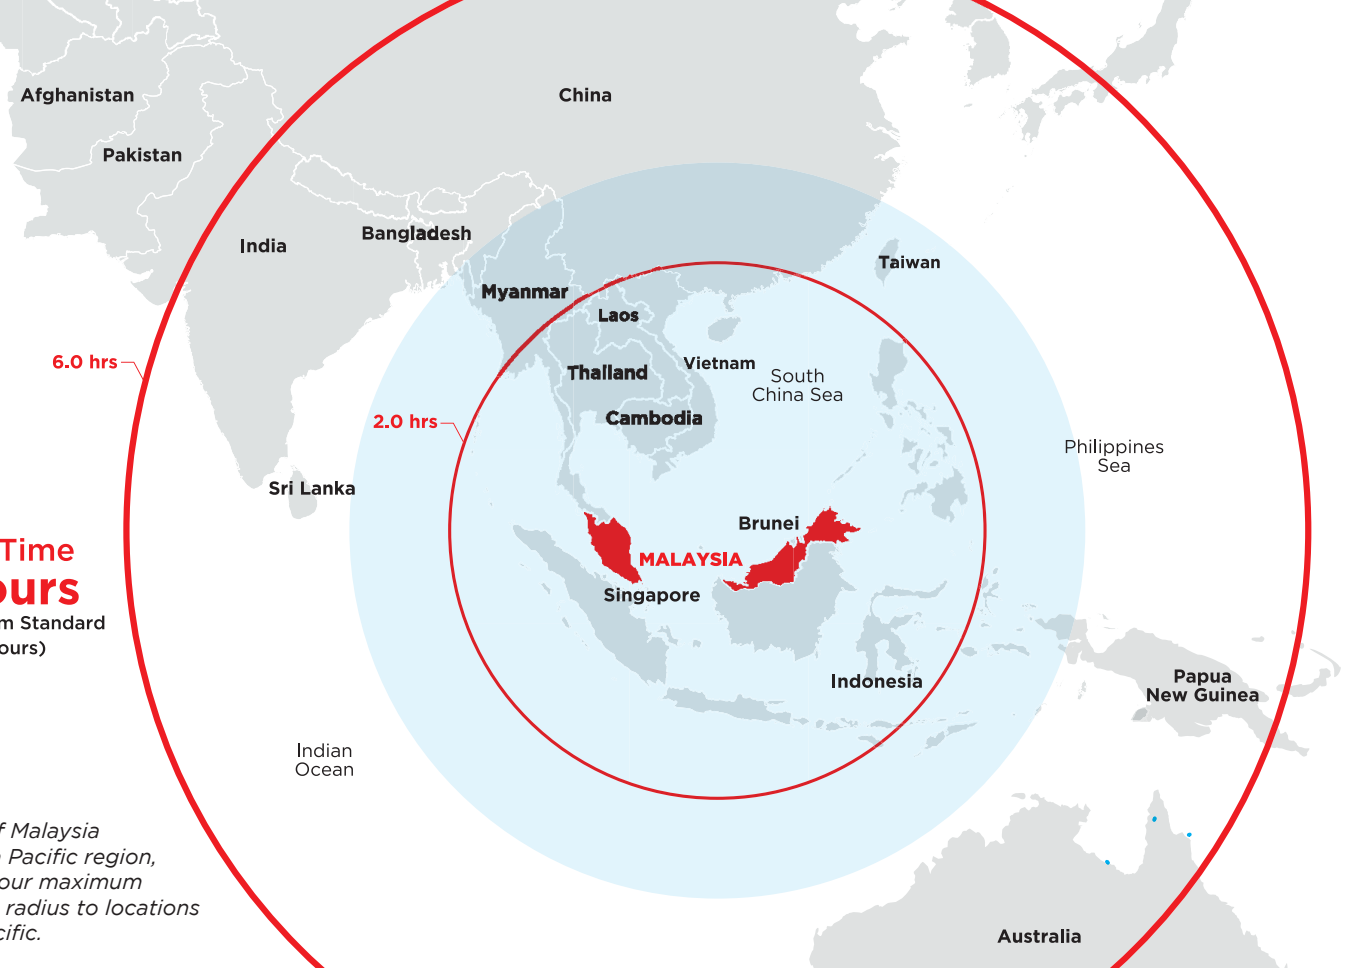 Afghanistan
China
Pakistan
Bangladesh
India
Taiwan
Myanmar
Laos
6.0 hrs
Vietnam
Thailand
South
China Sea
2.0 hrs
Cambodia
Philippines
Sea
Sri Lanka
Brunei
Time
MALAYSIA
ours
Singapore
m Standard
ours)
Indonesia
Papua
New Guinea
Indian
Ocean
f Malaysia
Pacific region,
our maximum
radius to locations
cific.
Australia